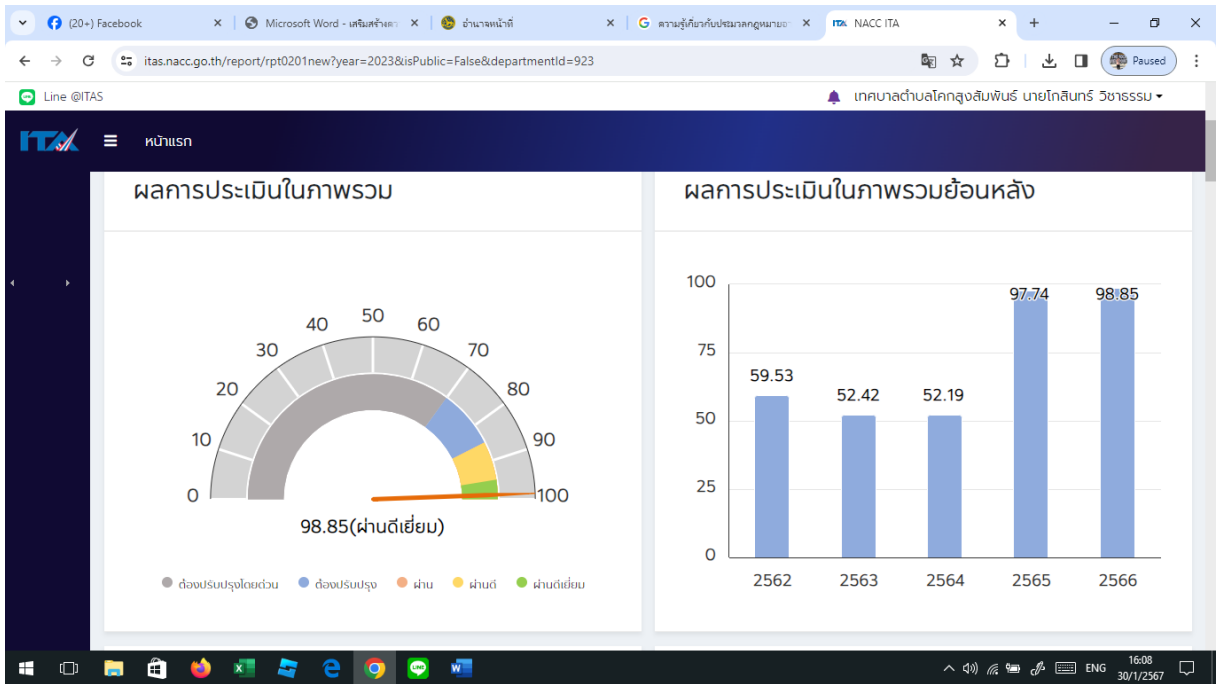 (20+) Facebook
Microsoft Word - เสริมสร้างควา
อำนาจหน้าที่
ความรู้เกี่ยวกับประมวลกฎหมายอา
ITA NACC ITA
itas.nacc.go.th/report/rpt0201new?year=2023&isPublic=False&departmentId=923
Paused
Line @ITAS
เทศบาลตำบลโคกสูงสัมพันธ์ นายโกสินทร์ วิชาธรรม
ITA
หน้าแรก
ผลการประเมินในภาพรวม
0
10
20
30
40
50
60
70
80
90
100
98.85(ผ่านดีเยี่ยม)
ต้องปรับปรุงโดยด่วน ต้องปรับปรุง ผ่าน ผ่านดี ผ่านดีเยี่ยม
ผลการประเมินในภาพรวมย้อนหลัง
100
75
50
25
0
59.53
52.42
52.19
97.74
98.85
2562 2563 2564 2565 2566
ENG
16:08
30/1/2567